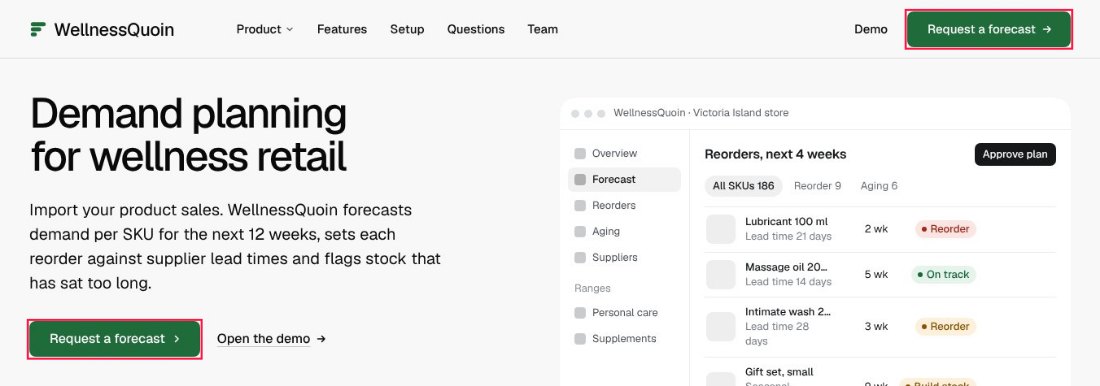 WellnessQuoin
Product
Features
Setup
Questions
Team
Demo
Request a forecast →
Demand planning
for wellness retail
Import your product sales. WellnessQuoin forecasts
demand per SKU for the next 12 weeks, sets each
reorder against supplier lead times and flags stock that
has sat too long.
Request a forecast
Open the demo →
WellnessQuoin · Victoria Island store
Overview
Forecast
Reorders
Aging
Suppliers
Ranges
Personal care
Supplements
Reorders, next 4 weeks
Approve plan
All SKUs 186
Reorder 9
Aging 6
Lubricant 100 ml
Lead time 21 days
2 wk
Reorder
Massage oil 20...
Lead time 14 days
5 wk
On track
Intimate wash 2...
Lead time 28
days
3 wk
Reorder
Gift set, small
Seasonal
9 wk
Build stock